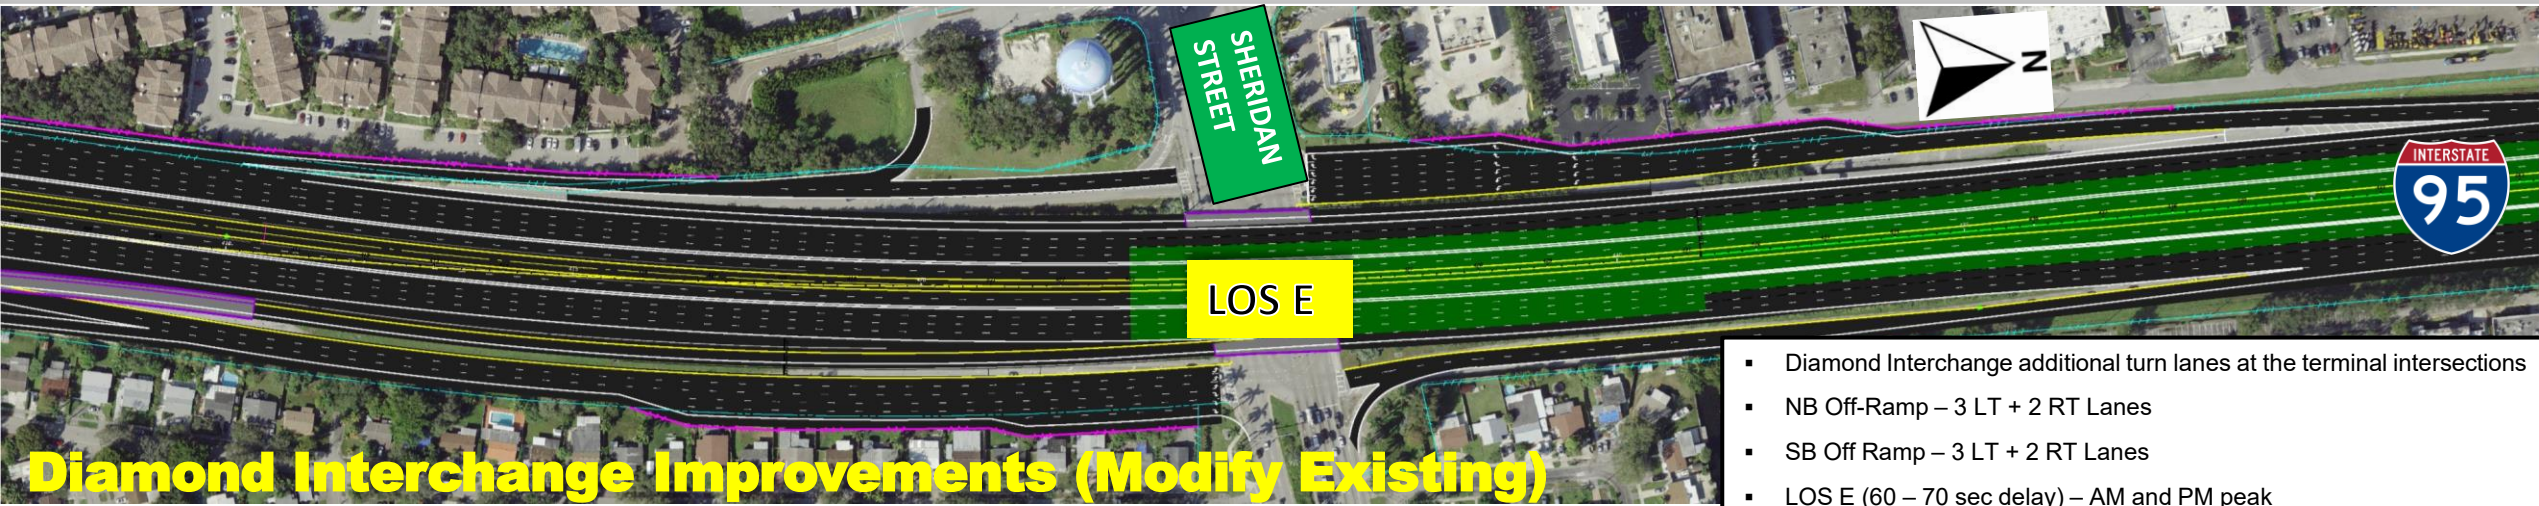 SHERIDAN
STREET
N
INTERSTATE
95
LOS E
Diamond Interchange Improvements (Modify Existing)
▪ Diamond Interchange additional turn lanes at the terminal intersections
▪ NB Off-Ramp – 3 LT + 2 RT Lanes
▪ SB Off Ramp – 3 LT + 2 RT Lanes
▪ LOS E (60 – 70 sec delay) – AM and PM peak